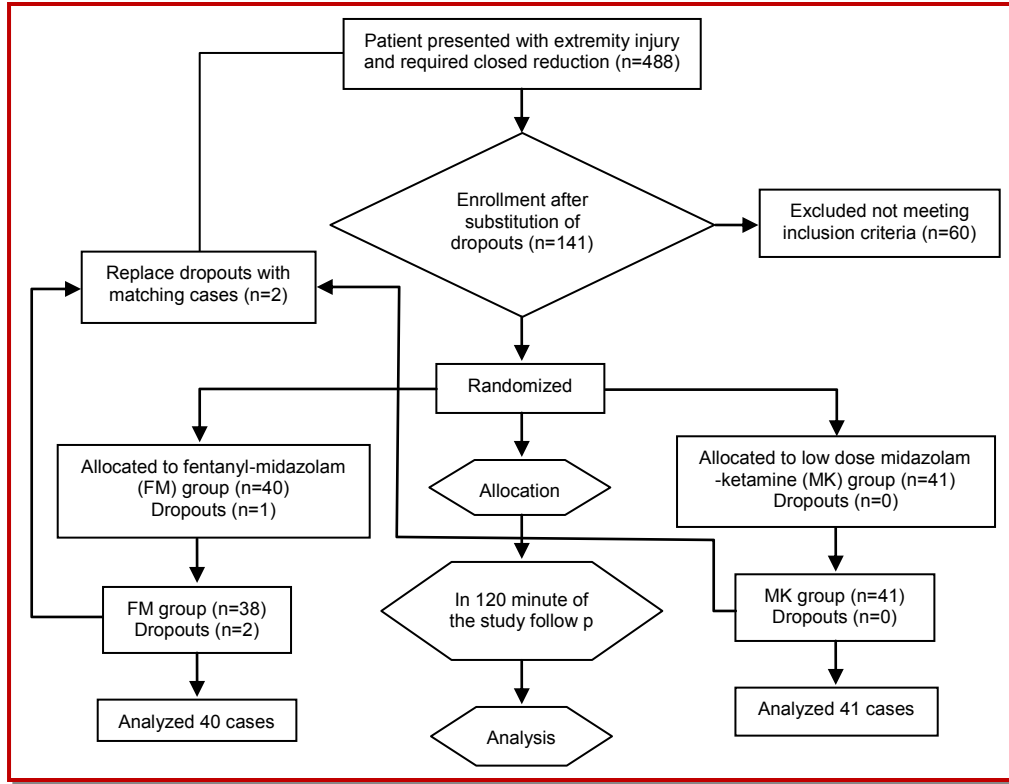 Patient presented with extremity injury
and required closed reduction (n=488)
Enrollment after
substitution of
dropouts (n=141)
Excluded not meeting
inclusion criteria (n=60)
Replace dropouts with
matching cases (n=2)
Randomized
Allocated to fentanyl-midazolam
(FM) group (n=40)
Dropouts (n=1)
Allocation
Allocated to low dose midazolam
-ketamine (MK) group (n=41)
Dropouts (n=0)
FM group (n=38)
Dropouts (n=2)
In 120 minute of
the study follow p
MK group (n=41)
Dropouts (n=0)
Analyzed 40 cases
Analysis
Analyzed 41 cases